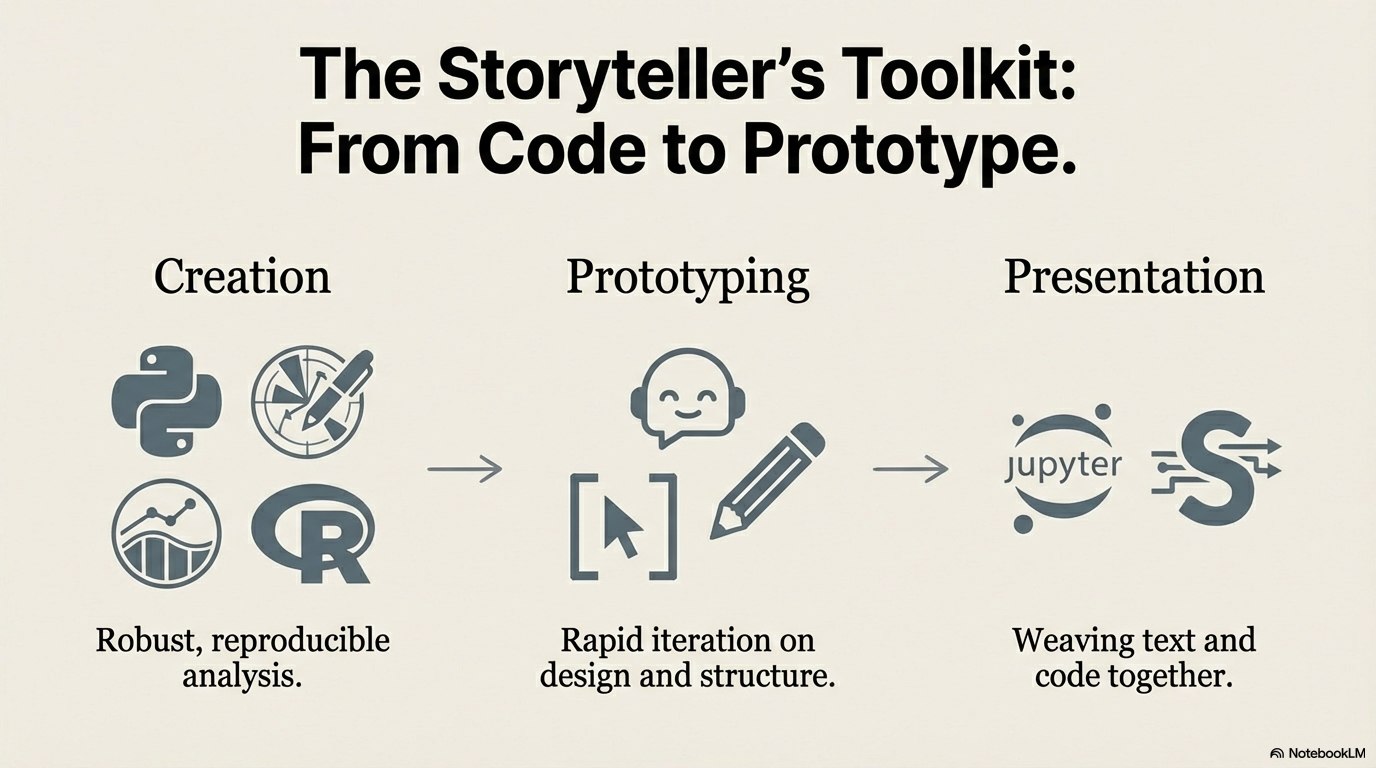 The Storyteller’s Toolkit:
From Code to Prototype.
Creation
Prototyping
Presentation
R
jupyter
S
Robust, reproducible
analysis.
Rapid iteration on
design and structure.
Weaving text and
code together.
NotebookLM